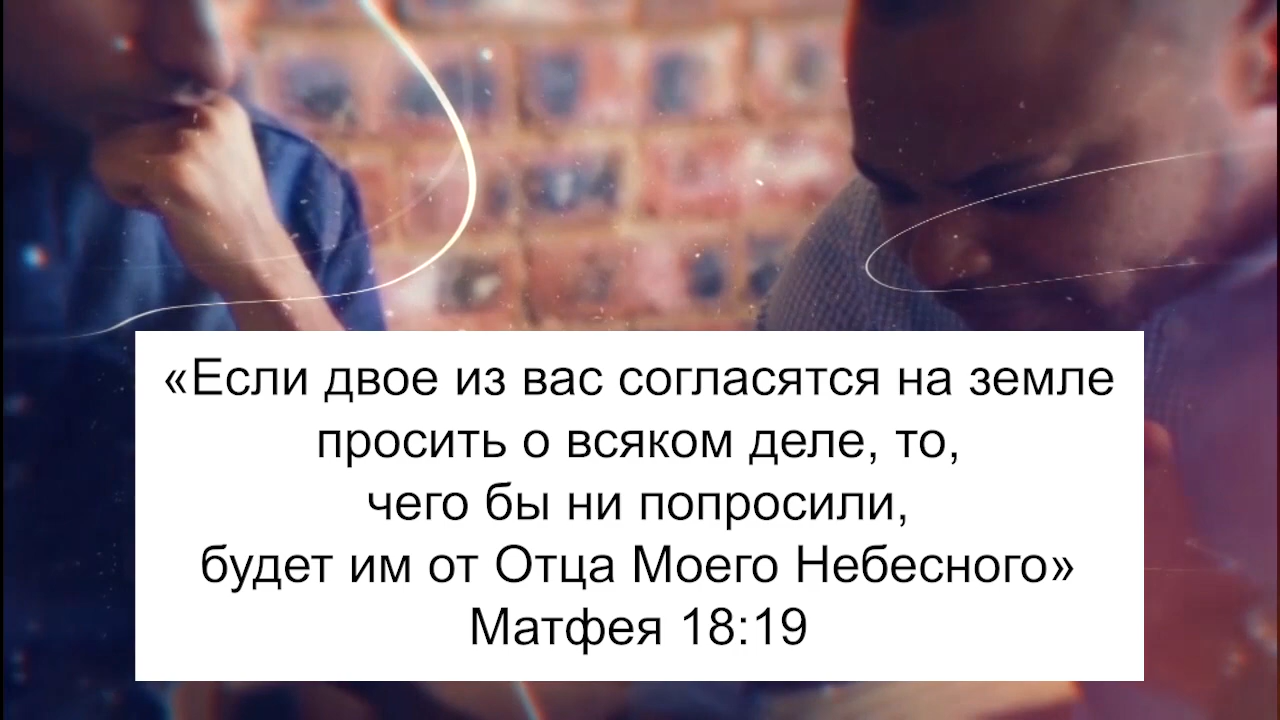 «Если двое из вас согласятся на земле
просить о всяком деле, то,
чего бы ни попросили,
будет им от Отца Моего Небесного»
Матфея 18:19